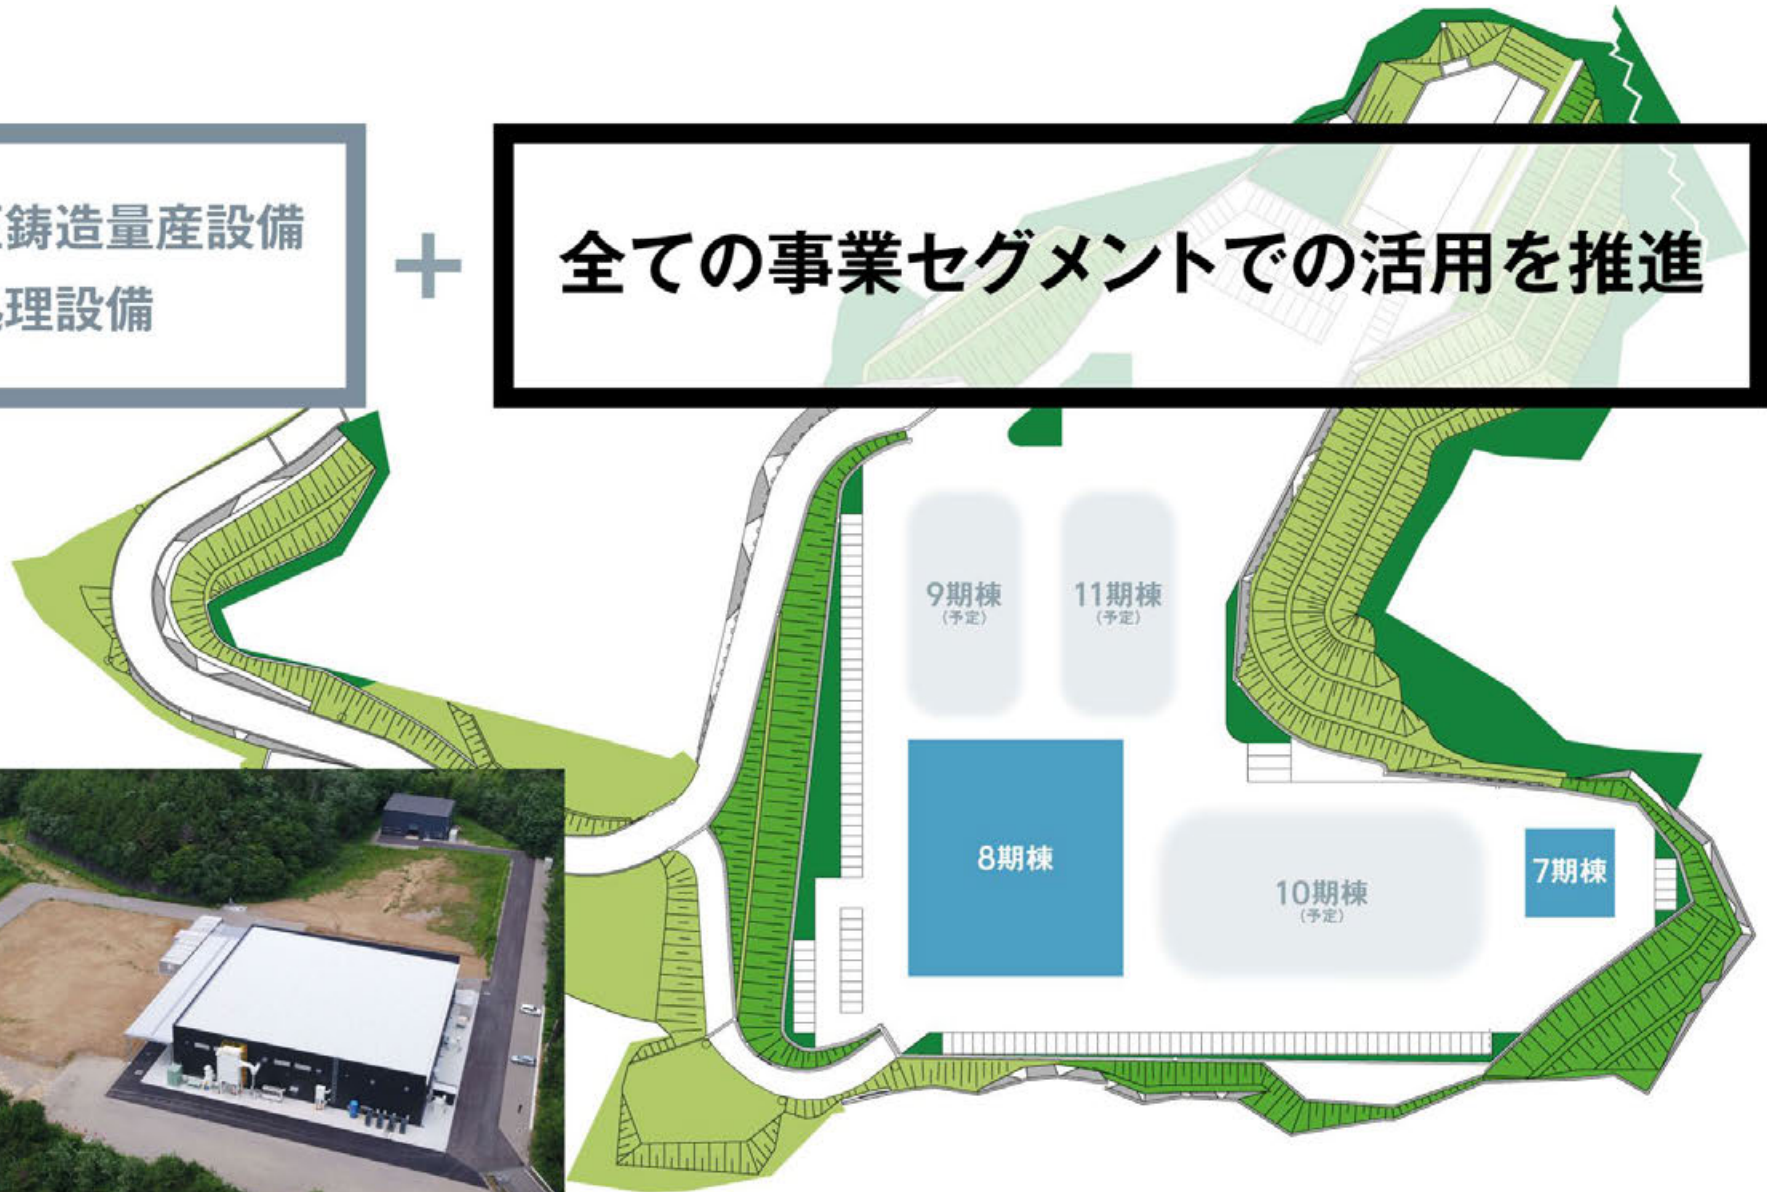 鋳造量産設備
理設備
+
全ての事業セグメントでの活用を推進
9期棟
(予定)
11期棟
(予定)
8期棟
10期棟
(予定)
7期棟